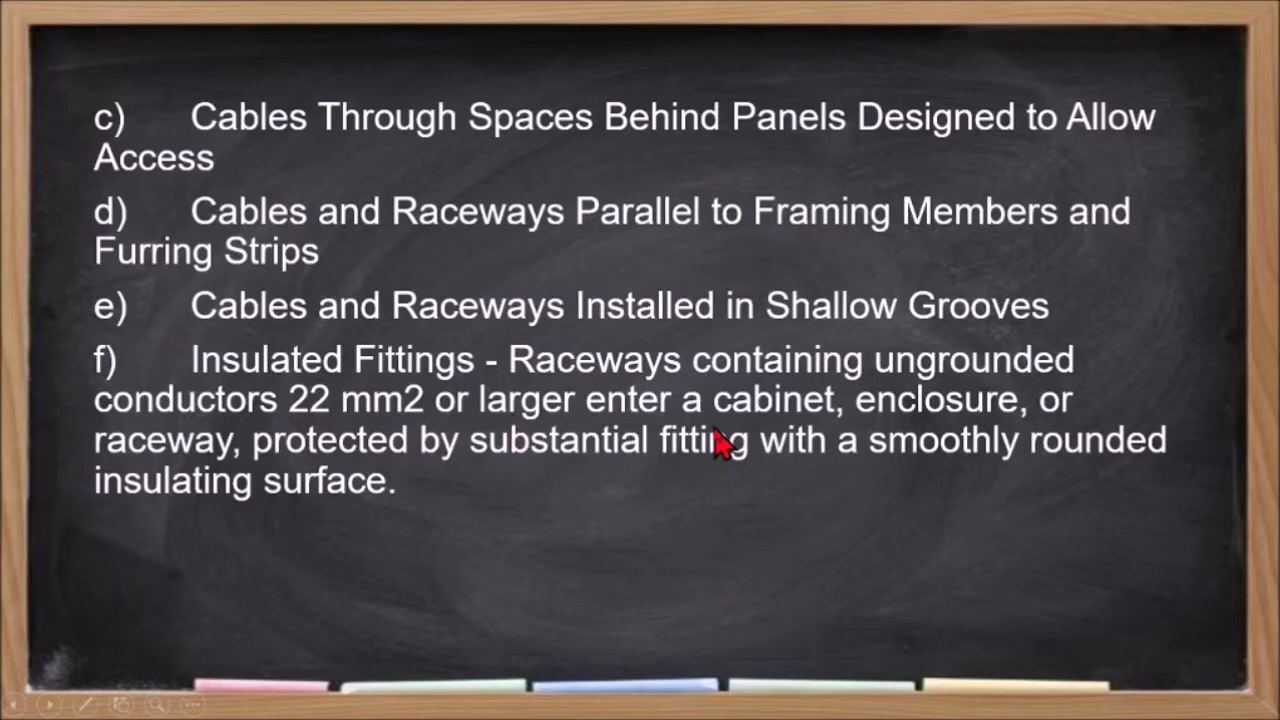 c) Cables Through Spaces Behind Panels Designed to Allow
Access
d) Cables and Raceways Parallel to Framing Members and
Furring Strips
e) Cables and Raceways Installed in Shallow Grooves
f) Insulated Fittings - Raceways containing ungrounded
conductors 22 mm2 or larger enter a cabinet, enclosure, or
raceway, protected by substantial fitting with a smoothly rounded
insulating surface.